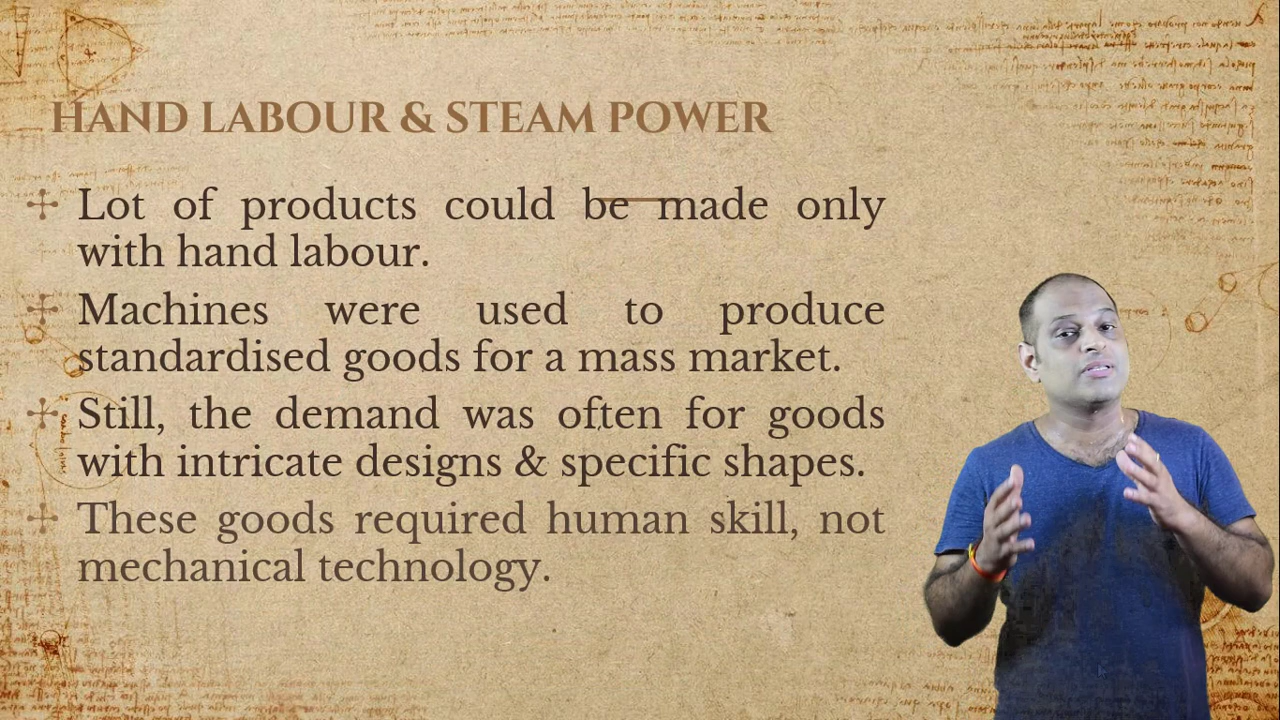 HAND LABOUR & STEAM POWER
Lot of products could be made only
with hand labour.
Machines were used to produce
standardised goods for a mass market.
Still, the demand was often for goods
with intricate designs & specific shapes.
These goods required human skill, not
mechanical technology.